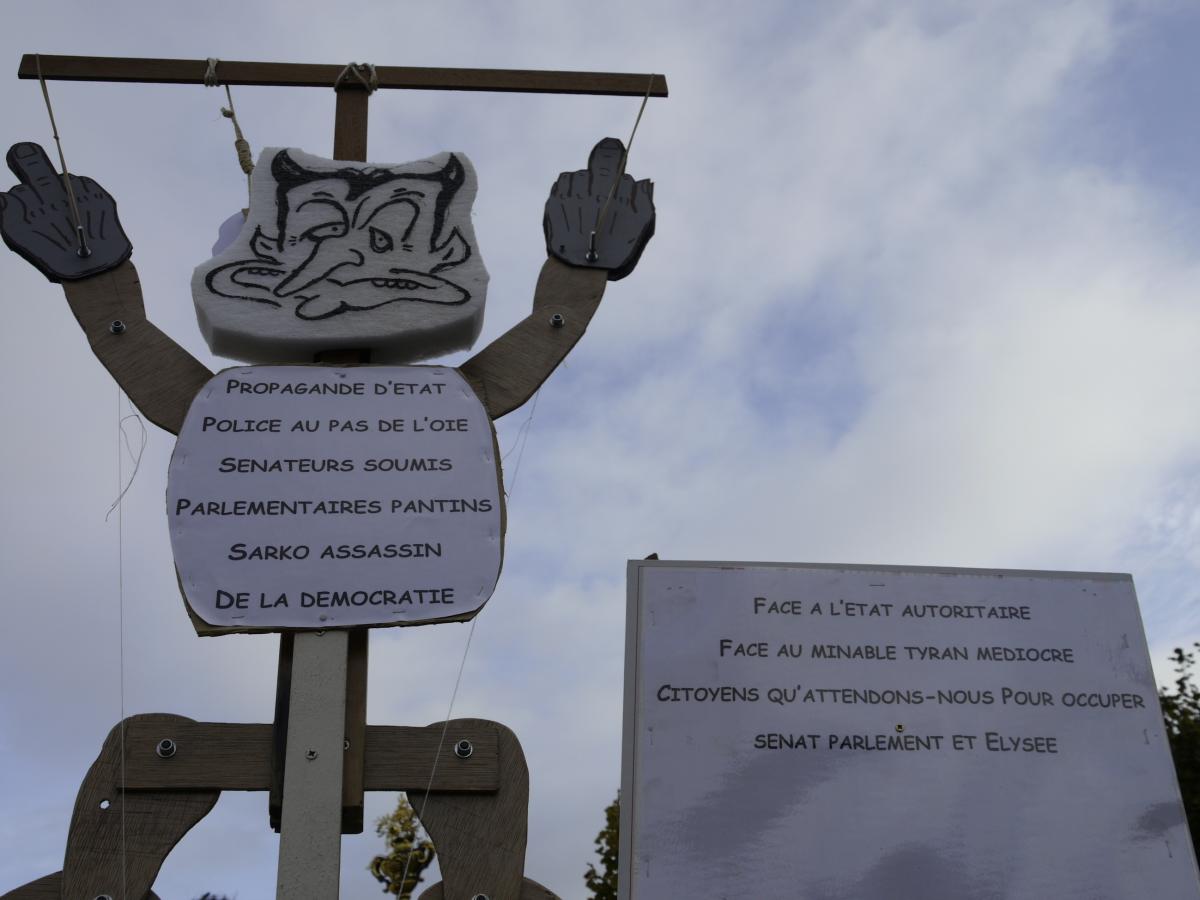 PROPAGANDE D'ETAT
POLICE AU PAS DE L'OIE
SENATEURS SOUMIS
PARLEMENTAIRES PANTINS
SARKO ASSASSIN
DE LA DEMOCRATIE
FACE A L'ETAT AUTORITAIRE
FACE AU MINABLE TYRAN MEDIOCRE
CITOYENS QU'ATTENDONS-NOUS POUR OCCUPER
SENAT PARLEMENT ET ELYSEE